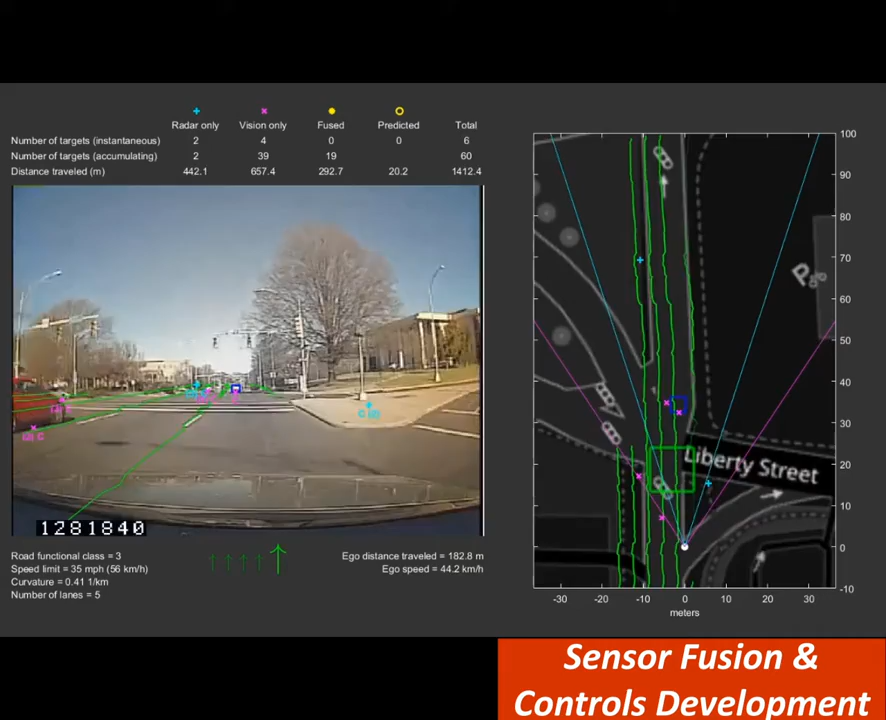 Radar only Vision only Fused Predicted Total
Number of targets (instantaneous) 2 4 0 0 6
Number of targets (accumulating) 2 39 19 60
Distance traveled (m) 442.1 657.4 292.7 20.2 1412.4
1281840
Road functional class = 3
Speed limit = 35 mph (56 km/h)
Curvature = 0.41 1/km
Number of lanes = 5
Ego distance traveled = 182.8 m
Ego speed = 44.2 km/h
100
90
80
70
60
50
40
30
20
10
0
-10
Liberty Street
-30 -20 -10 0 10 20 30
meters
Sensor Fusion &
Controls Development